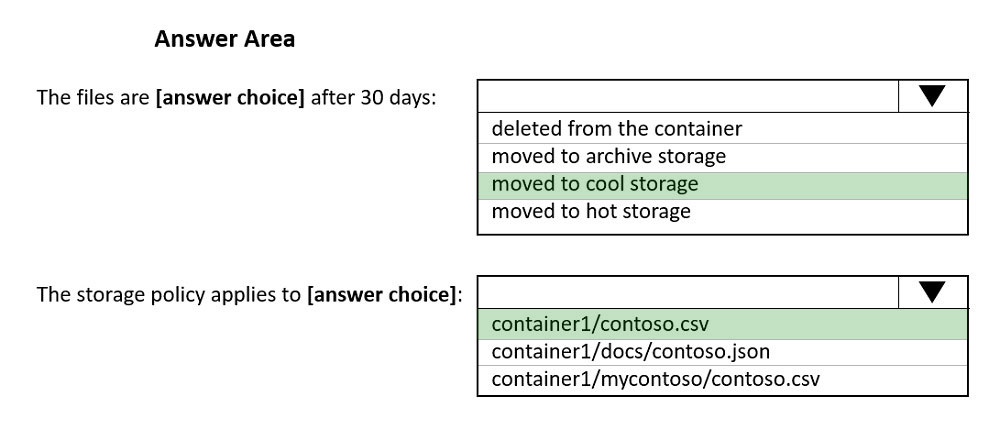 Answer Area
The files are [answer choice] after 30 days:
deleted from the container
moved to archive storage
moved to cool storage
moved to hot storage
The storage policy applies to [answer choice]:
container1/contoso.csv
container1/docs/contoso.json
container1/mycontoso/contoso.csv